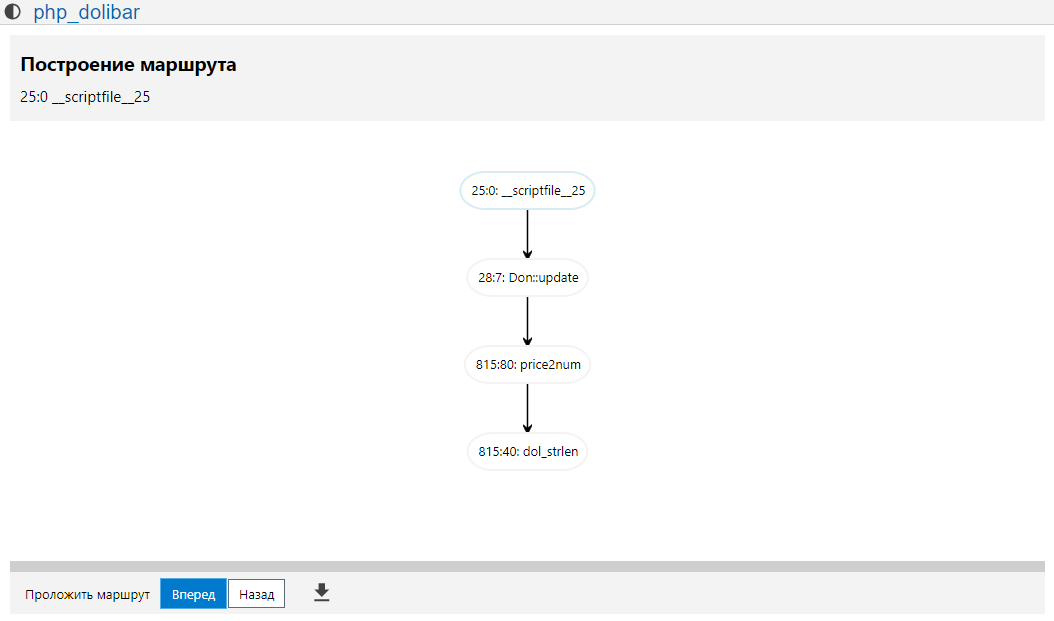 php_dolibar
Построение маршрута
25:0 __scriptfile__25
25:0: __scriptfile__25
28:7: Don::update
815:80: price2num
815:40: dol_strlen
Проложить маршрут Вперед Назад